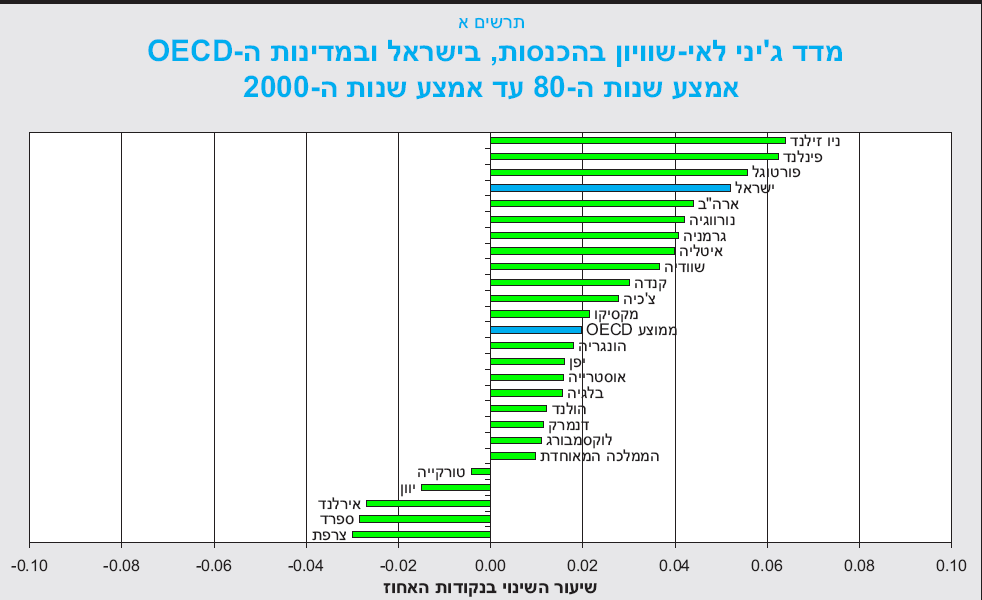 תרשים א
מדד ג'יני לאי-שוויון בהכנסות, בישראל ובמדינות ה-OECD
אמצע שנות ה-80 עד אמצע שנות ה-2000
ניו זילנד
פינלנד
פורטוגל
ישראל
ארה"ב
נורווגיה
גרמניה
איטליה
שוודיה
קנדה
צ'כיה
מקסיקו
ממוצע OECD
הונגריה
יפן
אוסטרייה
בלגיה
הולנד
דנמרק
לוקסמבורג
הממלכה המאוחדת
טורקייה
יוון
אירלנד
ספרד
צרפת
-0.10 -0.08 -0.06 -0.04 -0.02 0.00 0.02 0.04 0.06 0.08 0.10
שיעור השינוי בנקודות האחוז